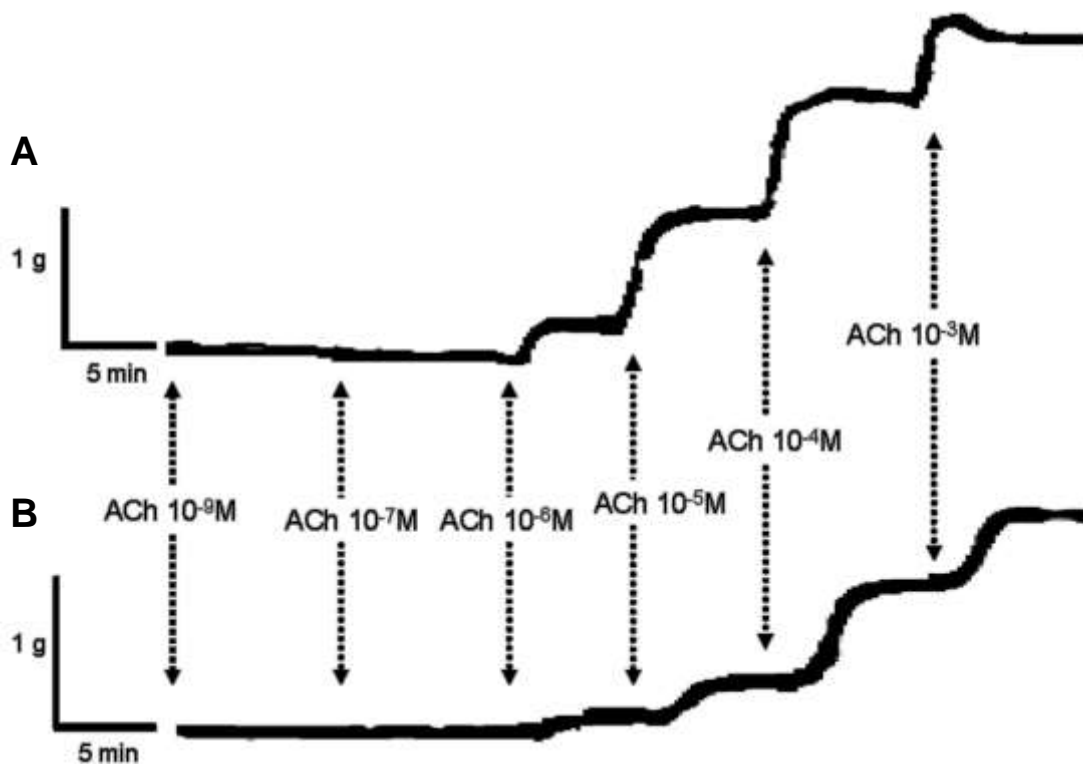 A
1 g
5 min
ACh 10⁻³M
ACh 10⁻⁴M
B
ACh 10⁻⁹M
ACh 10⁻⁷M
ACh 10⁻⁶M
ACh 10⁻⁵M
1 g
5 min